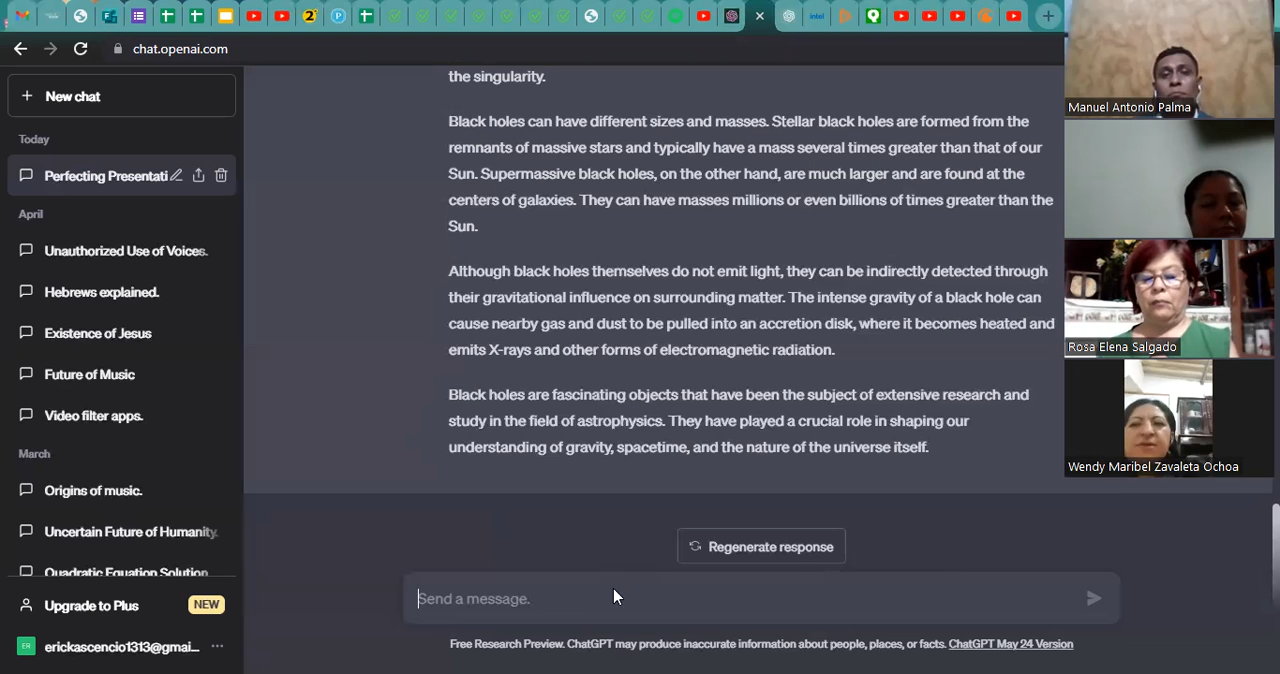 chat.openai.com
New chat
Today
Perfecting Presentati
April
Unauthorized Use of Voices.
Hebrews explained.
Existence of Jesus
Future of Music
Video filter apps.
March
Origins of music.
Uncertain Future of Humanity.
Quadratic Equation Solution
Upgrade to Plus
NEW
erickascencio1313@gmai...
the singularity.
Black holes can have different sizes and masses. Stellar black holes are formed from the
remnants of massive stars and typically have a mass several times greater than that of our
Sun. Supermassive black holes, on the other hand, are much larger and are found at the
centers of galaxies. They can have masses millions or even billions of times greater than the
Sun.
Although black holes themselves do not emit light, they can be indirectly detected through
their gravitational influence on surrounding matter. The intense gravity of a black hole can
cause nearby gas and dust to be pulled into an accretion disk, where it becomes heated and
emits X-rays and other forms of electromagnetic radiation.
Black holes are fascinating objects that have been the subject of extensive research and
study in the field of astrophysics. They have played a crucial role in shaping our
understanding of gravity, spacetime, and the nature of the universe itself.
Regenerate response
Send a message.
Free Research Preview. ChatGPT may produce inaccurate information about people, places, or facts. ChatGPT May 24 Version
Manuel Antonio Palma
Rosa Elena Salgado
Wendy Maribel Zavaleta Ochoa